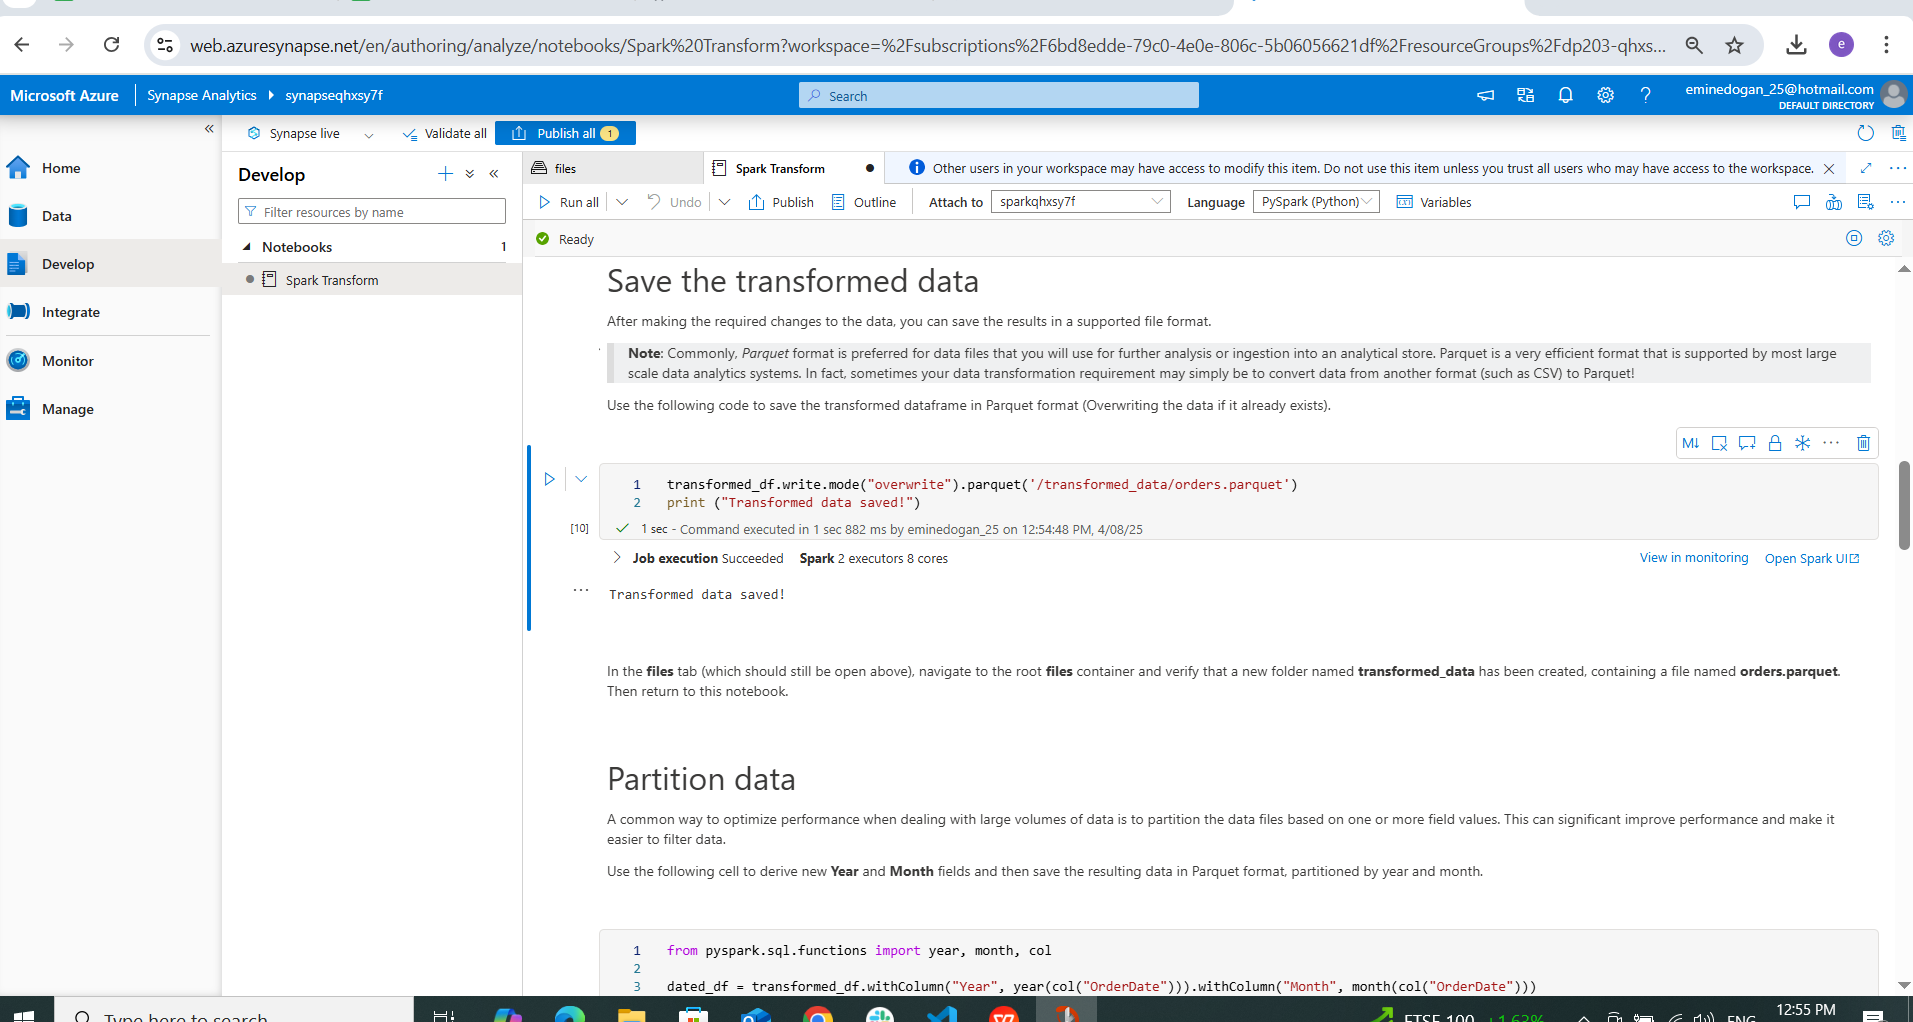 web.azuresynapse.net/en/authoring/analyze/notebooks/Spark%20Transform?workspace=%2Fsubscriptions%2F6bd8edde-79c0-4e0e-806c-5b06056621df%2FresourceGroups%2Fdp203-qhxs...
e
Microsoft Azure
Synapse Analytics
synapseqhxsy7f
Search
eminedogan_25@hotmail.com
DEFAULT DIRECTORY
Synapse live
Validate all
Publish all 1
Home
Data
Develop
Integrate
Monitor
Manage
Develop
Filter resources by name
Notebooks 1
Spark Transform
files
Spark Transform
Other users in your workspace may have access to modify this item. Do not use this item unless you trust all users who may have access to the workspace.
Run all
Undo
Publish
Outline
Attach to
sparkqhxsy7f
Language
PySpark (Python)
Variables
Ready
Save the transformed data
After making the required changes to the data, you can save the results in a supported file format.
Note: Commonly, Parquet format is preferred for data files that you will use for further analysis or ingestion into an analytical store. Parquet is a very efficient format that is supported by most large
scale data analytics systems. In fact, sometimes your data transformation requirement may simply be to convert data from another format (such as CSV) to Parquet!
Use the following code to save the transformed dataframe in Parquet format (Overwriting the data if it already exists).
M↓
1 transformed_df.write.mode("overwrite").parquet('/transformed_data/orders.parquet')
2 print ("Transformed data saved!")
[10]
1 sec - Command executed in 1 sec 882 ms by eminedogan_25 on 12:54:48 PM, 4/08/25
Job execution Succeeded Spark 2 executors 8 cores
View in monitoring
Open Spark UI
Transformed data saved!
In the files tab (which should still be open above), navigate to the root files container and verify that a new folder named transformed_data has been created, containing a file named orders.parquet.
Then return to this notebook.
Partition data
A common way to optimize performance when dealing with large volumes of data is to partition the data files based on one or more field values. This can significant improve performance and make it
easier to filter data.
Use the following cell to derive new Year and Month fields and then save the resulting data in Parquet format, partitioned by year and month.
1 from pyspark.sql.functions import year, month, col
2
3 dated_df = transformed_df.withColumn("Year", year(col("OrderDate"))).withColumn("Month", month(col("OrderDate")))
Type here to search
FTSE 100 +1.63%
ENG
12:55 PM